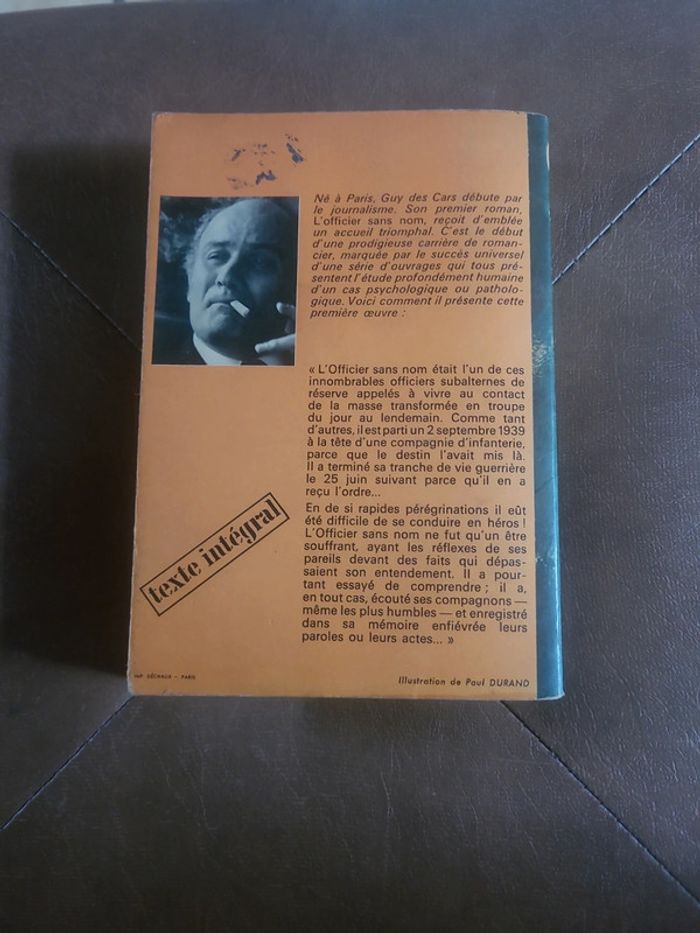 Né à Paris, Guy des Cars débute par
le journalisme. Son premier roman,
L'officier sans nom, reçoit d'emblée
un accueil triomphal. C'est le début
d'une prodigieuse carrière de roman-
cier, marquée par le succès universel
d'une série d'ouvrages qui tous pré-
sentent l'étude profondément humaine
d'un cas psychologique ou patholo-
gique. Voici comment il présente cette
première œuvre :
« L'Officier sans nom était l'un de ces
innombrables officiers subalternes de
réserve appelés à vivre au contact
de la masse transformée en troupe
du jour au lendemain. Comme tant
d'autres, il est parti un 2 septembre 1939
à la tête d'une compagnie d'infanterie,
parce que le destin l'avait mis là.
Il a terminé sa tranche de vie guerrière
le 25 juin suivant parce qu'il en a
reçu l'ordre...
En de si rapides pérégrinations il eût
été difficile de se conduire en héros !
L'Officier sans nom ne fut qu'un être
souffrant, ayant les réflexes de ses
pareils devant des faits qui dépas-
saient son entendement. Il a pour-
tant essayé de comprendre ; il a,
en tout cas, écouté ses compagnons —
même les plus humbles — et enregistré
dans sa mémoire enfiévrée leurs
paroles ou leurs actes... »
texte intégral
IMP. DÉCHAUX - PARIS
Illustration de Paul DURAND